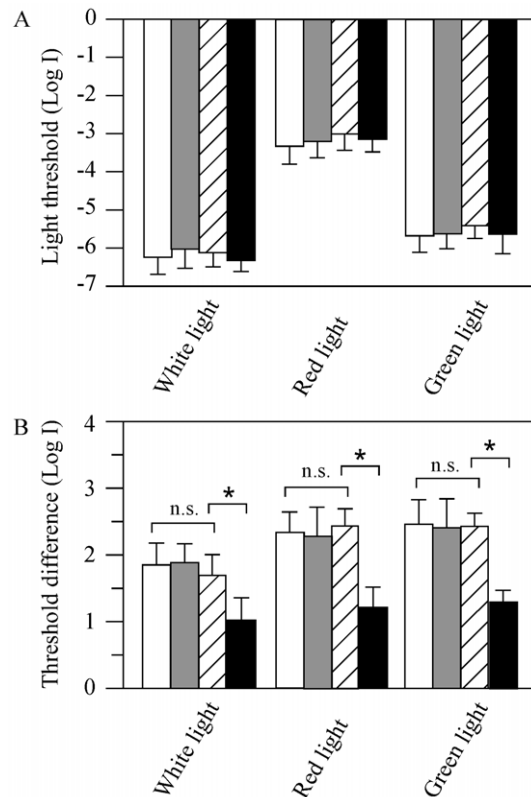 A
Light threshold (Log I)
0
-1
-2
-3
-4
-5
-6
-7
White light
Red light
Green light
B
Threshold difference (Log I)
4
3
2
1
0
n.s.
*
n.s.
*
n.s.
*
White light
Red light
Green light